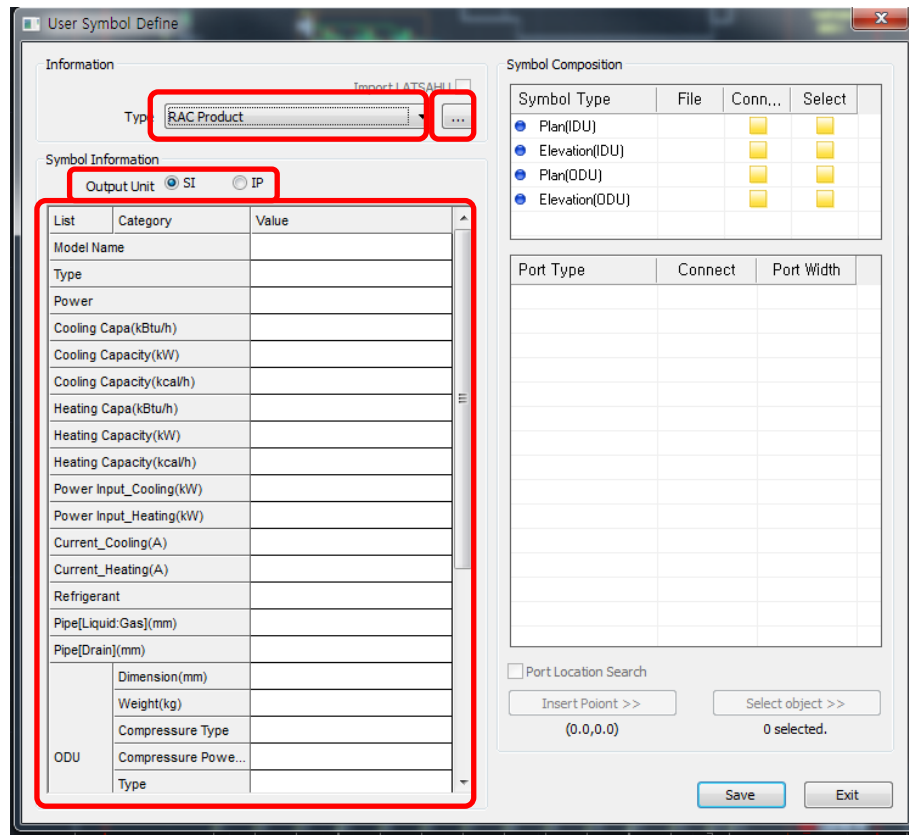 User Symbol Define
Information
Import LATSAHU
Type RAC Product ...
Symbol Information
Output Unit SI IP
List Category Value
Model Name
Type
Power
Cooling Capa(kBtu/h)
Cooling Capacity(kW)
Cooling Capacity(kcal/h)
Heating Capa(kBtu/h)
Heating Capacity(kW)
Heating Capacity(kcal/h)
Power Input_Cooling(kW)
Power Input_Heating(kW)
Current_Cooling(A)
Current_Heating(A)
Refrigerant
Pipe[Liquid:Gas](mm)
Pipe[Drain](mm)
ODU
Dimension(mm)
Weight(kg)
Compressure Type
Compressure Powe...
Type
Symbol Composition
Symbol Type File Conn... Select
Plan(IDU)
Elevation(IDU)
Plan(ODU)
Elevation(ODU)
Port Type Connect Port Width
Port Location Search
Insert Poiont >> Select object >>
(0.0,0.0) 0 selected.
Save Exit